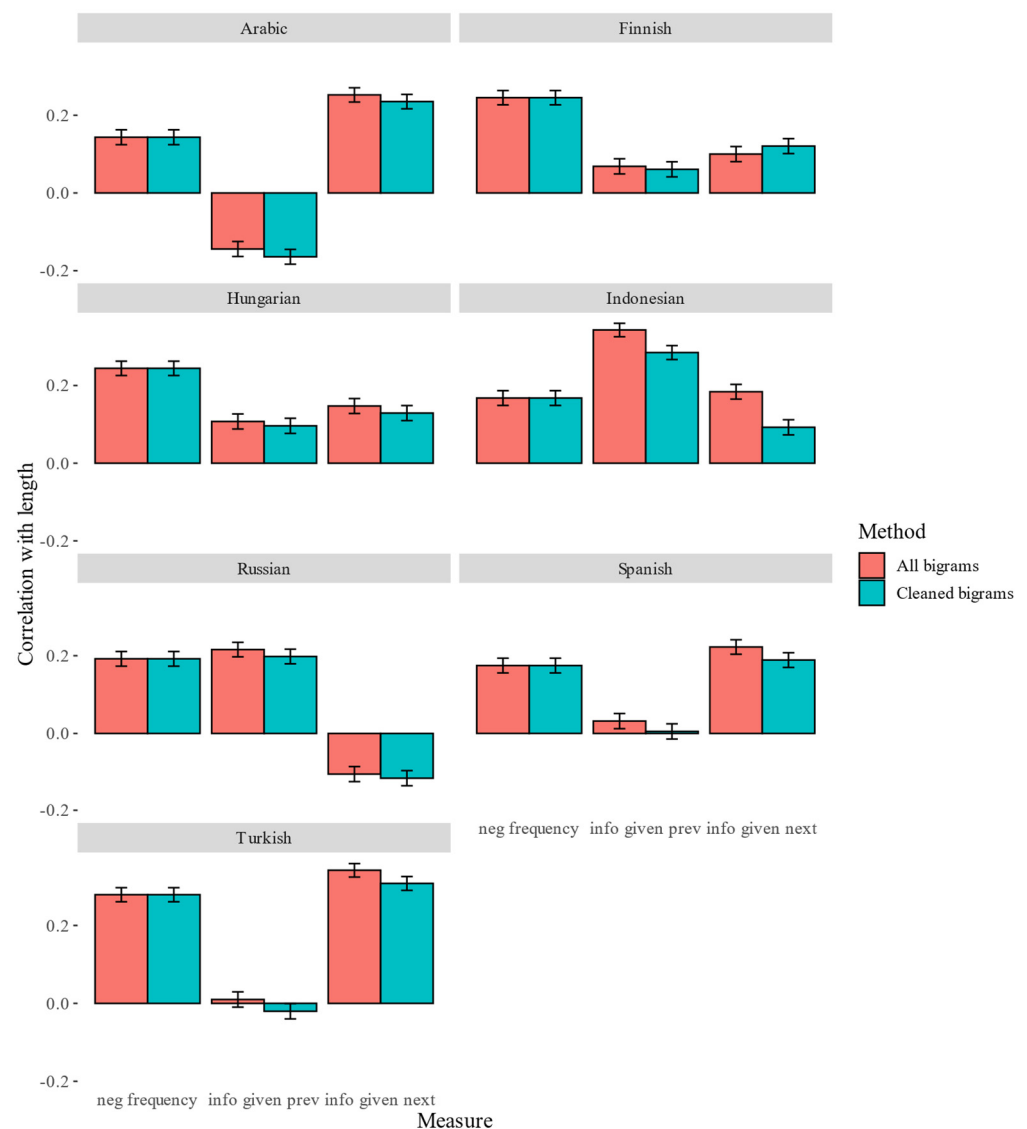 Arabic
Finnish
0.2
0.0
-0.2
Hungarian
Indonesian
0.2
0.0
-0.2
Russian
Spanish
0.2
0.0
-0.2
neg frequency info given prev info given next
Turkish
0.2
0.0
-0.2
neg frequency info given prev info given next
Measure
Correlation with length
Method
All bigrams
Cleaned bigrams